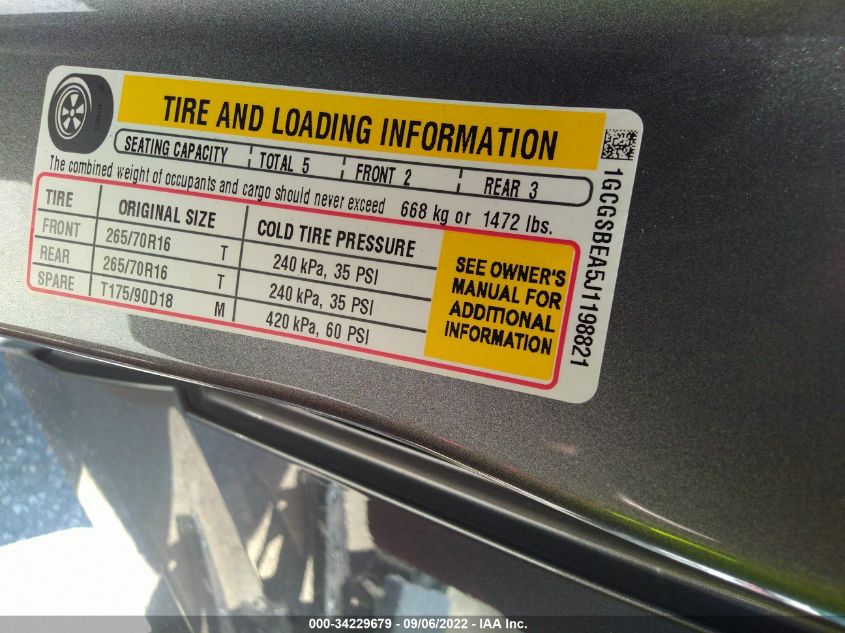 TIRE AND LOADING INFORMATION
SEATING CAPACITY TOTAL 5 FRONT 2 REAR 3
The combined weight of occupants and cargo should never exceed 668 kg or 1472 lbs.
TIRE ORIGINAL SIZE COLD TIRE PRESSURE
FRONT 265/70R16 T 240 kPa, 35 PSI
REAR 265/70R16 T 240 kPa, 35 PSI
SPARE T175/90D18 M 420 kPa, 60 PSI
SEE OWNER'S
MANUAL FOR
ADDITIONAL
INFORMATION
1GCGSBEA5J1198821
000-34229679 - 09/06/2022 - IAA Inc.